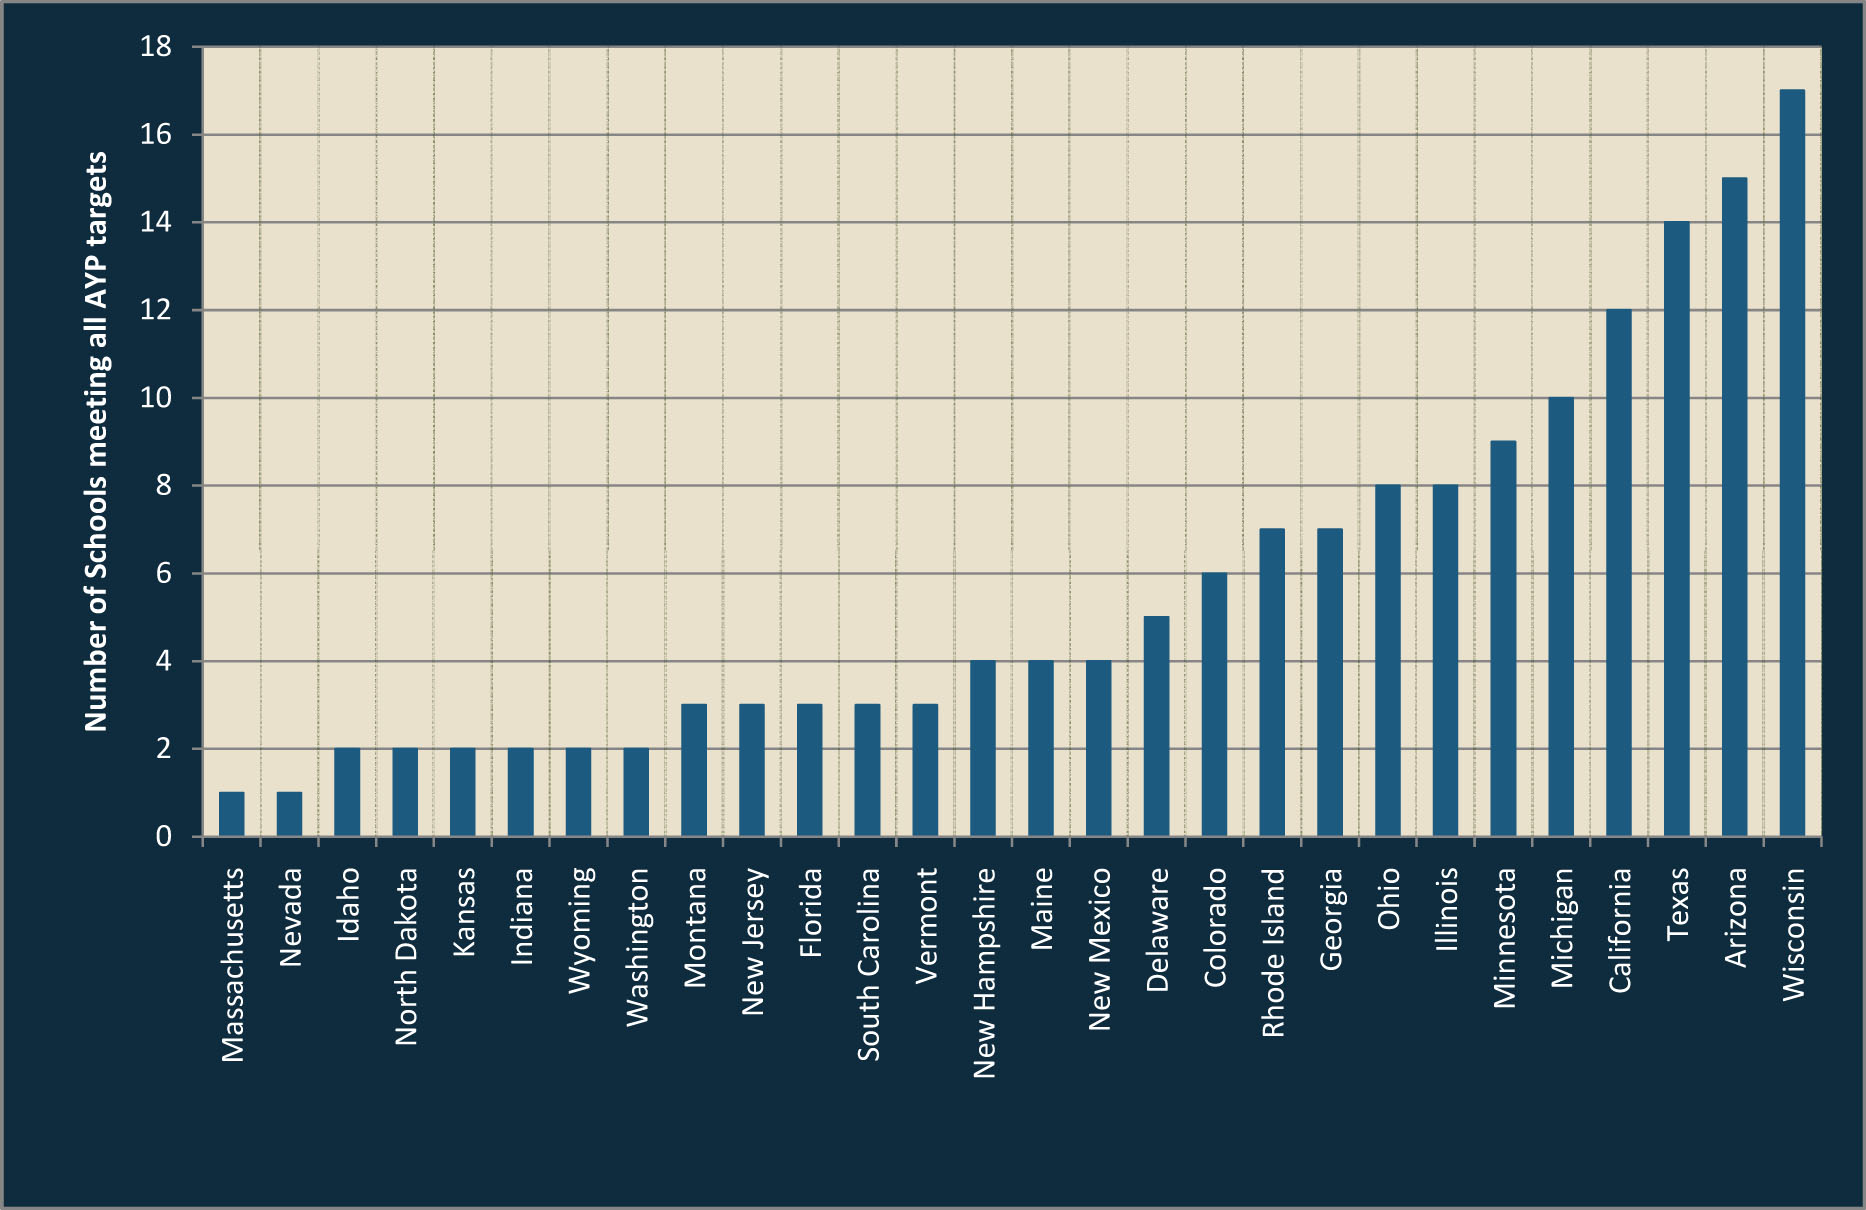 Number of Schools meeting all AYP targets
18
16
14
12
10
8
6
4
2
0
Massachusetts
Nevada
Idaho
North Dakota
Kansas
Indiana
Wyoming
Washington
Montana
New Jersey
Florida
South Carolina
Vermont
New Hampshire
Maine
New Mexico
Delaware
Colorado
Rhode Island
Georgia
Ohio
Illinois
Minnesota
Michigan
California
Texas
Arizona
Wisconsin